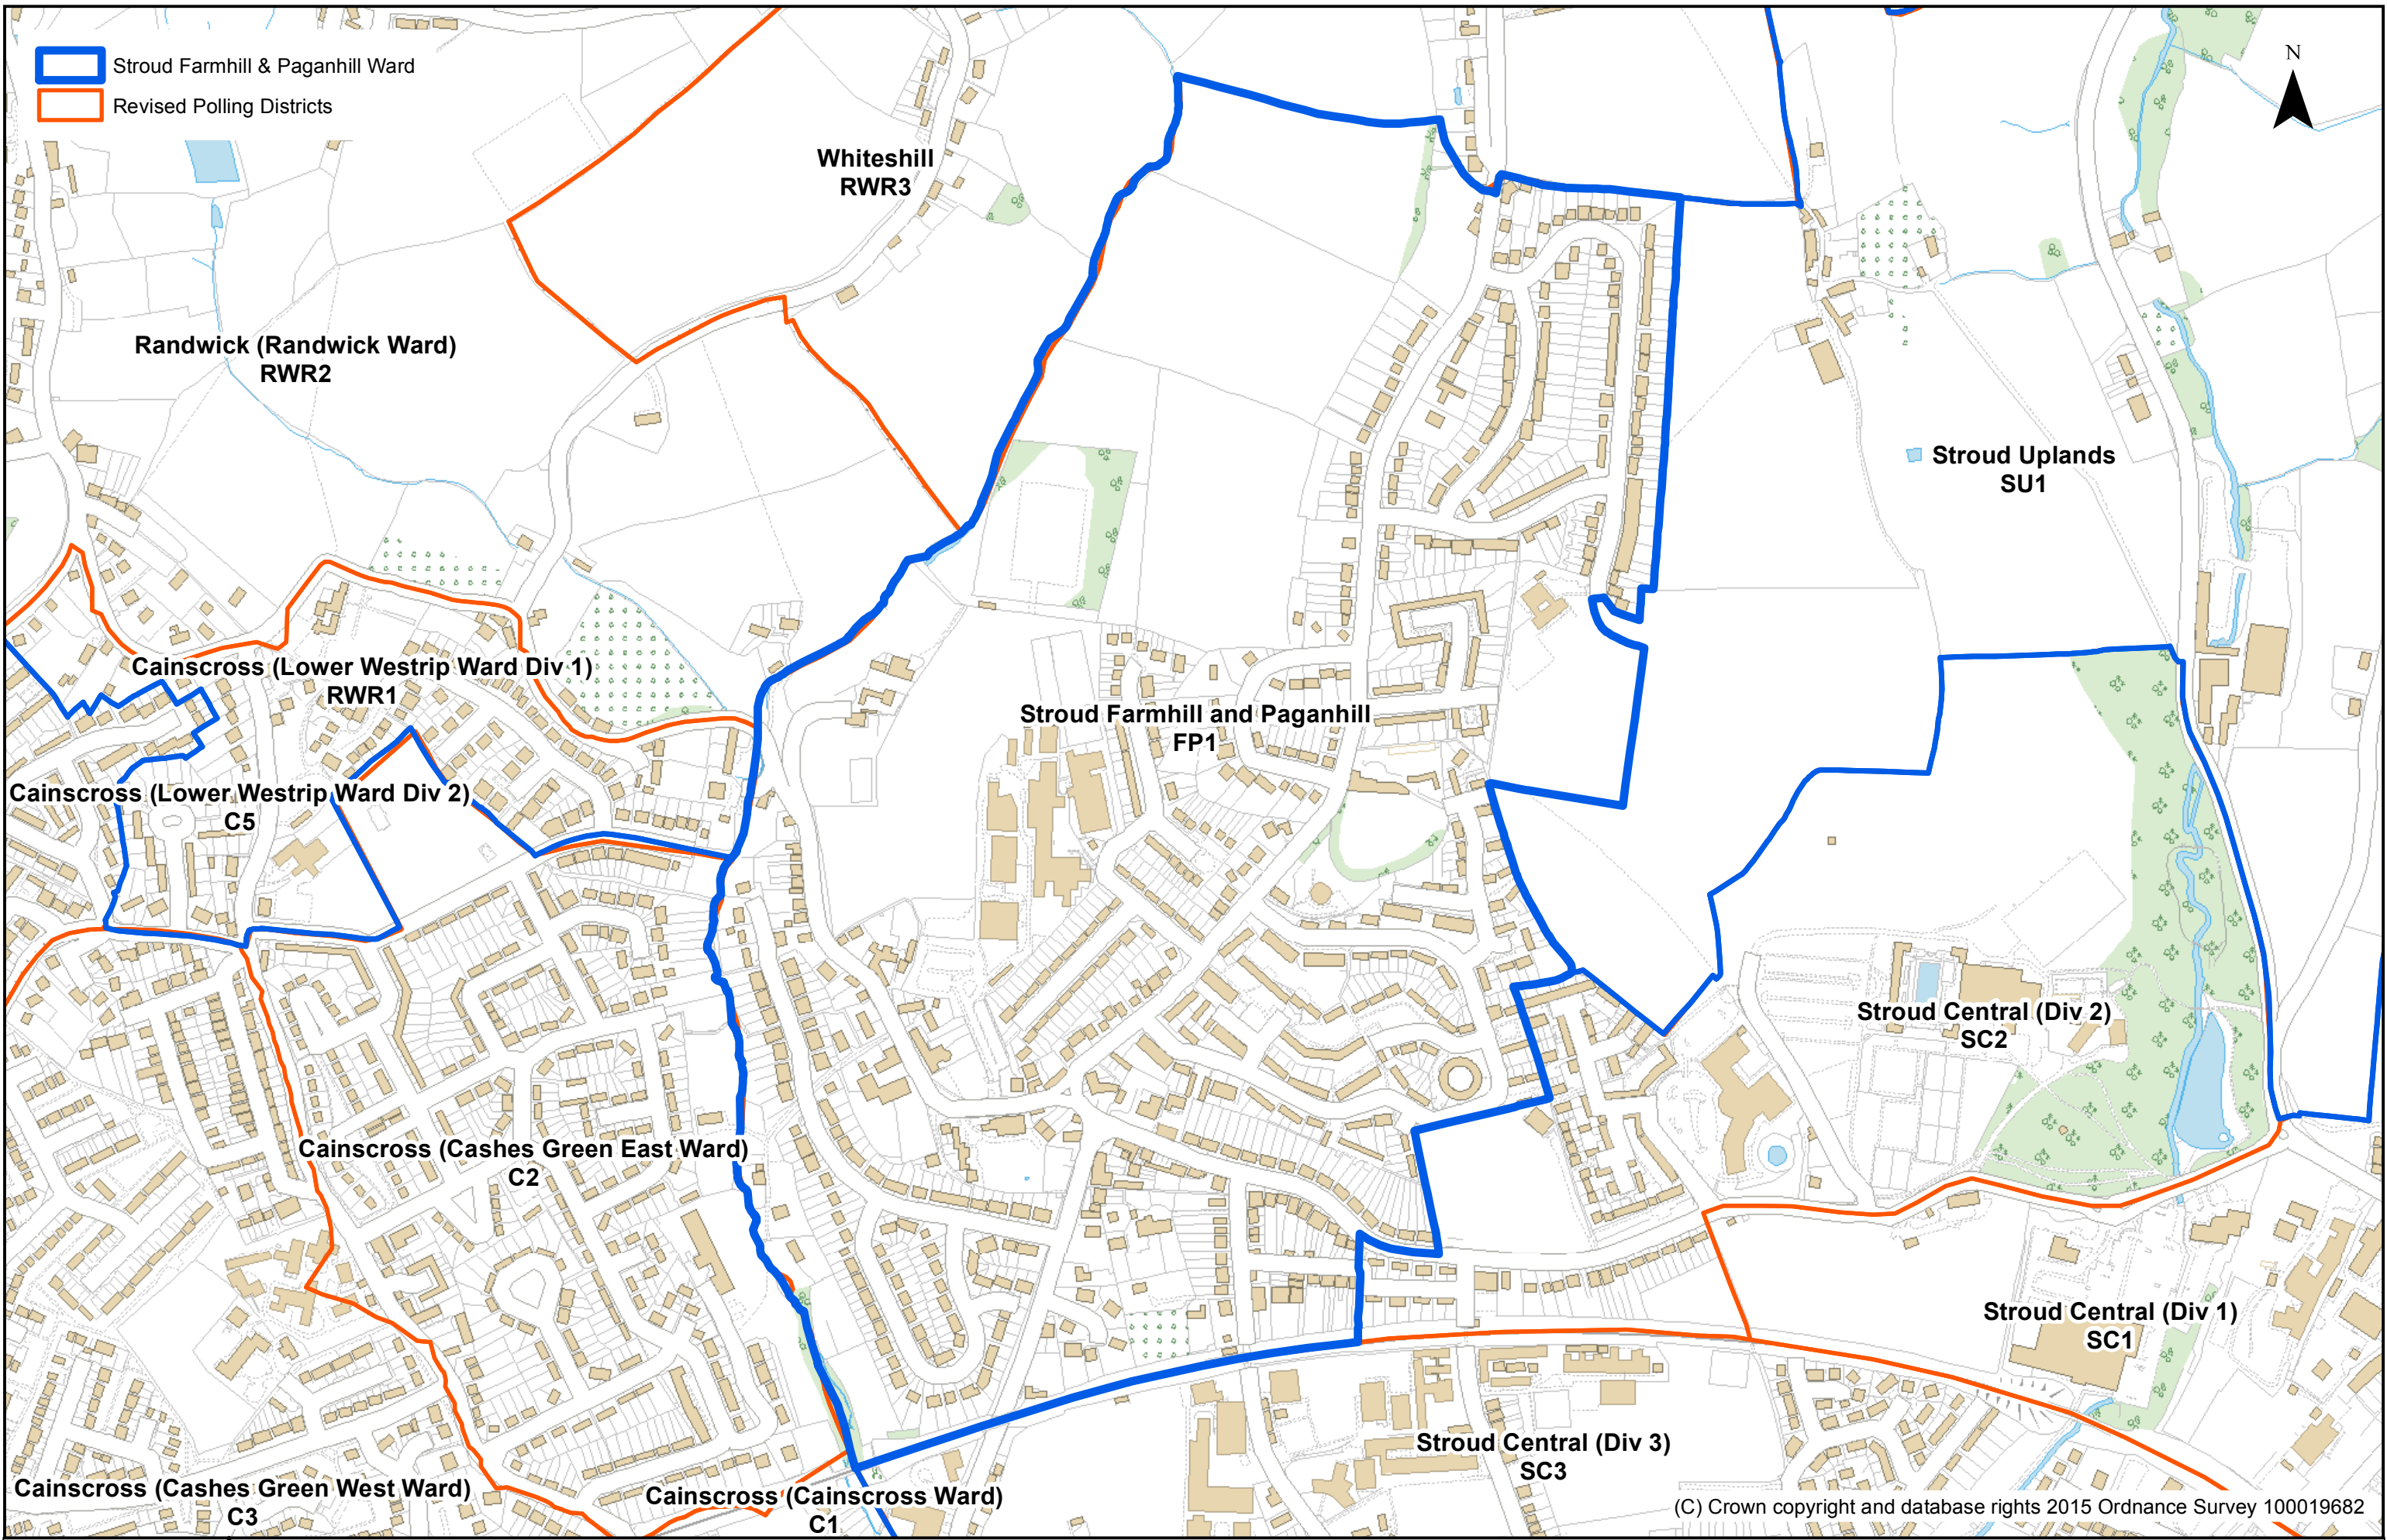 Stroud Farmhill & Paganhill Ward
Revised Polling Districts
N
Whiteshill
RWR3
Randwick (Randwick Ward)
RWR2
Stroud Uplands
SU1
Cainscross (Lower Westrip Ward Div 1)
RWR1
Stroud Farmhill and Paganhill
FP1
Cainscross (Lower Westrip Ward Div 2)
C5
Stroud Central (Div 2)
SC2
Cainscross (Cashes Green East Ward)
C2
Stroud Central (Div 1)
SC1
Stroud Central (Div 3)
SC3
Cainscross (Cashes Green West Ward)
C3
Cainscross (Cainscross Ward)
C1
(C) Crown copyright and database rights 2015 Ordnance Survey 100019682